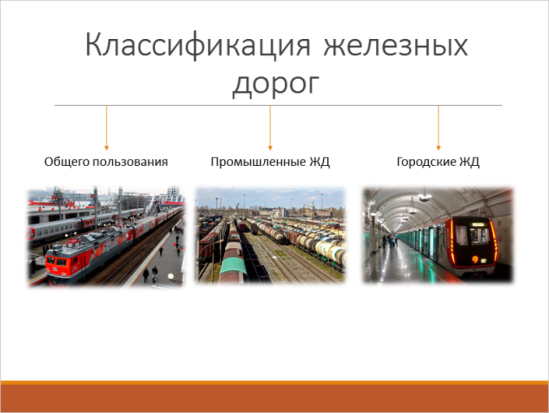 Классификация железных
дорог
Общего пользования
Промышленные ЖД
Городские ЖД